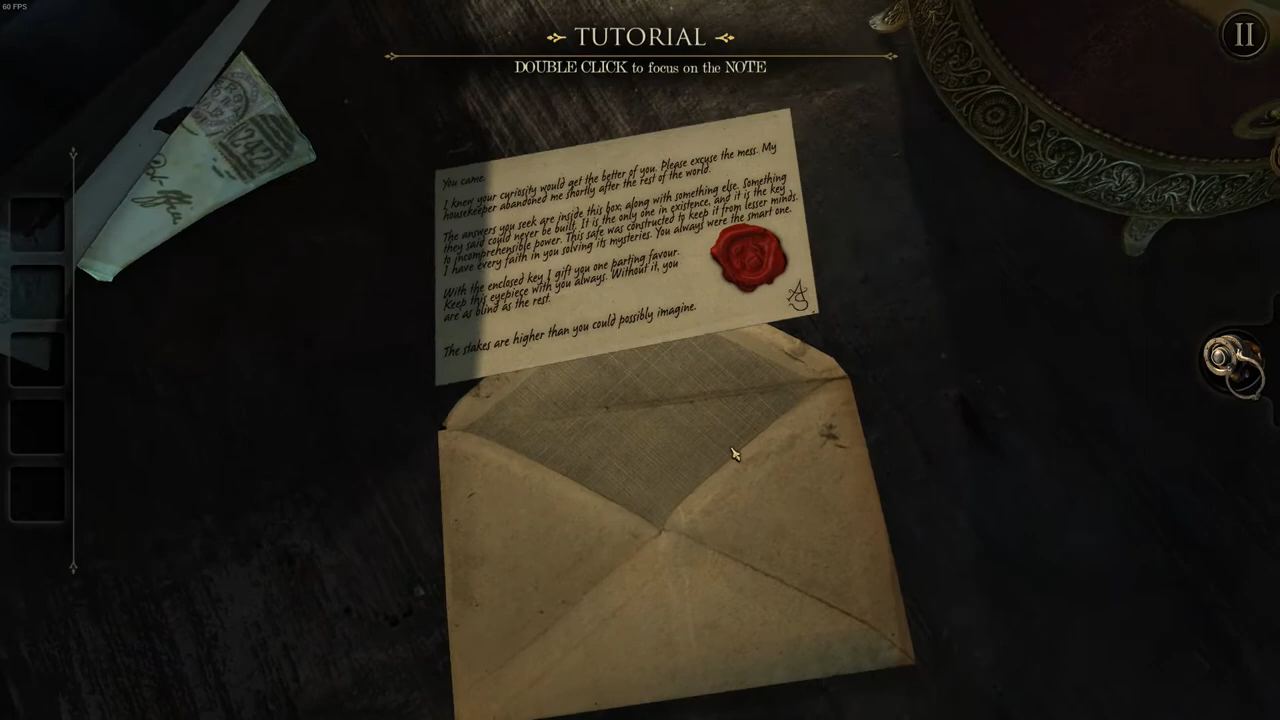 60 FPS
TUTORIAL
DOUBLE CLICK to focus on the NOTE
You came.
I knew your curiosity would get the better of you. Please excuse the mess. My
housekeeper abandoned me shortly after the rest of the world.
The answers you seek are inside this box, along with something else. Something
they said could never be built. It is the only one in existence, and it is the key
to incomprehensible power. This safe was constructed to keep it from lesser minds.
I have every faith in you solving its mysteries. You always were the smart one.
With the enclosed key I gift you one parting favour.
Keep this eyepiece with you always. Without it, you
are as blind as the rest.
The stakes are higher than you could possibly imagine.
AS